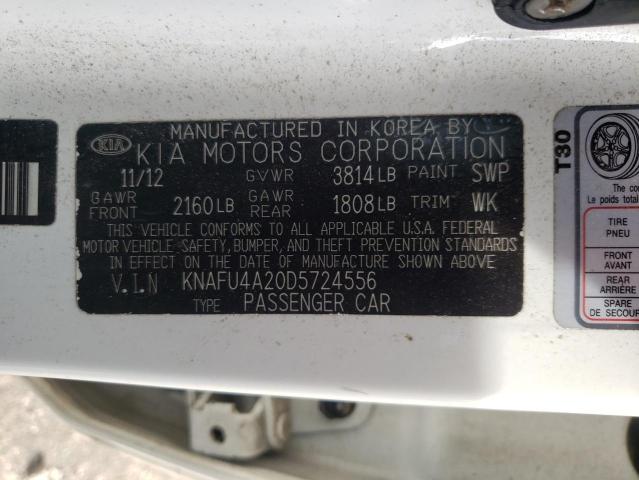 MANUFACTURED IN KOREA BY
KIA KIA MOTORS CORPORATION
11/12 GVWR 3814 LB PAINT SWP
GAWR FRONT 2160 LB GAWR REAR 1808 LB TRIM WK
THIS VEHICLE CONFORMS TO ALL APPLICABLE U.S.A. FEDERAL
MOTOR VEHICLE SAFETY, BUMPER, AND THEFT PREVENTION STANDARDS
IN EFFECT ON THE DATE OF MANUFACTURE SHOWN ABOVE
V.I.N KNAFU4A20D5724556
TYPE PASSENGER CAR
T30
The com
Le poids total
TIRE
PNEU
FRONT
AVANT
REAR
ARRIÈRE
SPARE
DE SECOUR